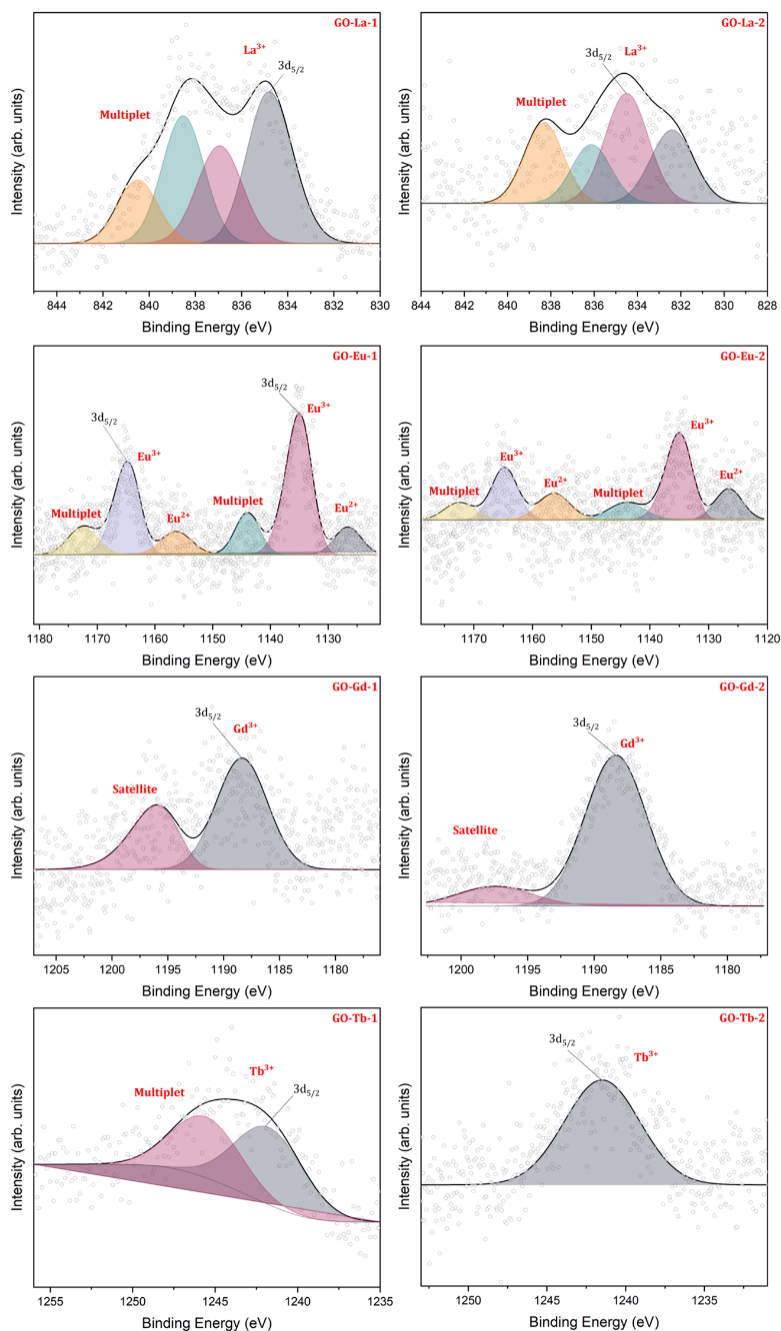 GO-La-1
La³⁺
3d₅/₂
Multiplet
Intensity (arb. units)
844 842 840 838 836 834 832 830
Binding Energy (eV)
GO-La-2
3d₅/₂
La³⁺
Multiplet
Intensity (arb. units)
844 842 840 838 836 834 832 830 828
Binding Energy (eV)
GO-Eu-1
3d₅/₂
Eu³⁺
3d₅/₂
Eu³⁺
Multiplet
Eu²⁺
Multiplet
Eu²⁺
Intensity (arb. units)
1180 1170 1160 1150 1140 1130
Binding Energy (eV)
GO-Eu-2
Eu³⁺
Eu³⁺
Multiplet
Eu²⁺
Multiplet
Eu²⁺
Intensity (arb. units)
1170 1160 1150 1140 1130 1120
Binding Energy (eV)
GO-Gd-1
3d₅/₂
Gd³⁺
Satellite
Intensity (arb. units)
1205 1200 1195 1190 1185 1180
Binding Energy (eV)
GO-Gd-2
3d₅/₂
Gd³⁺
Satellite
Intensity (arb. units)
1200 1195 1190 1185 1180
Binding Energy (eV)
GO-Tb-1
Tb³⁺
Multiplet
3d₅/₂
Intensity (arb. units)
1255 1250 1245 1240 1235
Binding Energy (eV)
GO-Tb-2
3d₅/₂
Tb³⁺
Intensity (arb. units)
1250 1245 1240 1235
Binding Energy (eV)